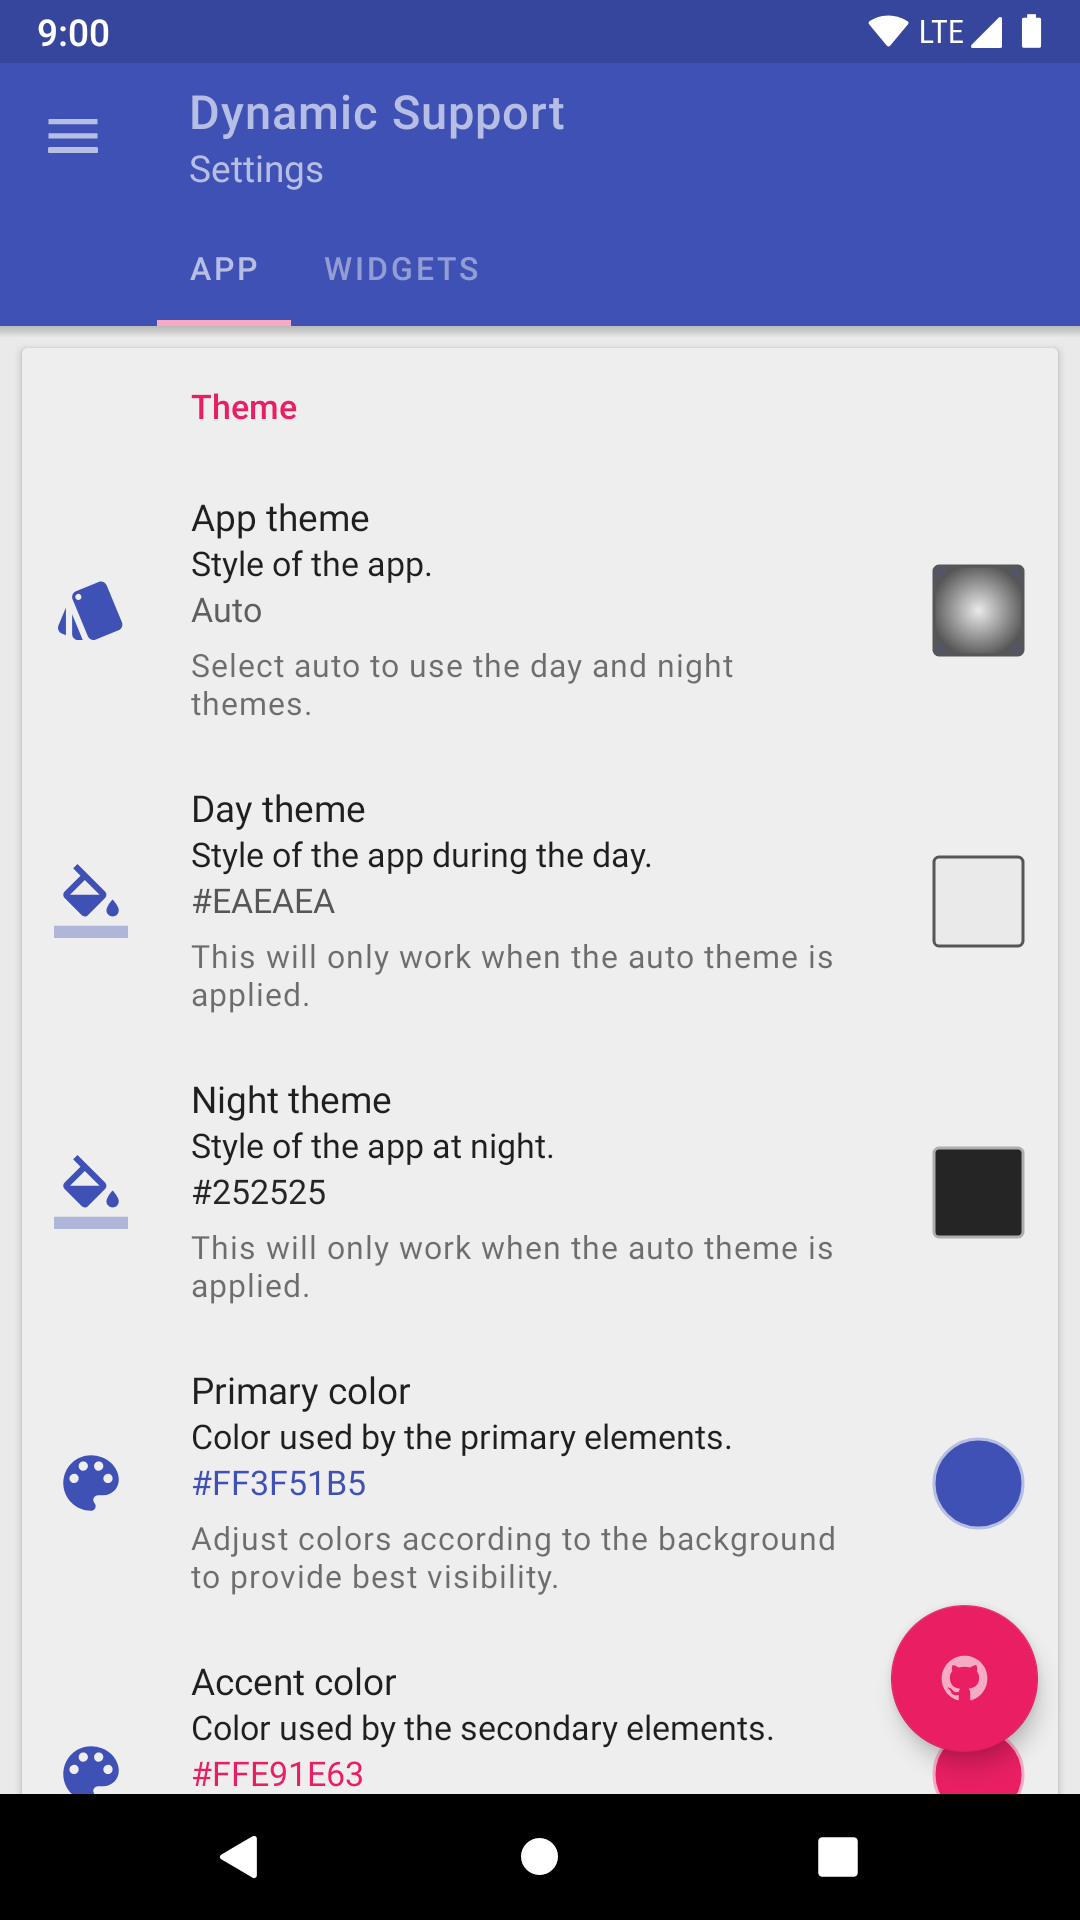 9:00
LTE
Dynamic Support
Settings
APP
WIDGETS
Theme
App theme
Style of the app.
Auto
Select auto to use the day and night
themes.
Day theme
Style of the app during the day.
#EAEAEA
This will only work when the auto theme is
applied.
Night theme
Style of the app at night.
#252525
This will only work when the auto theme is
applied.
Primary color
Color used by the primary elements.
#FF3F51B5
Adjust colors according to the background
to provide best visibility.
Accent color
Color used by the secondary elements.
#FFE91E63